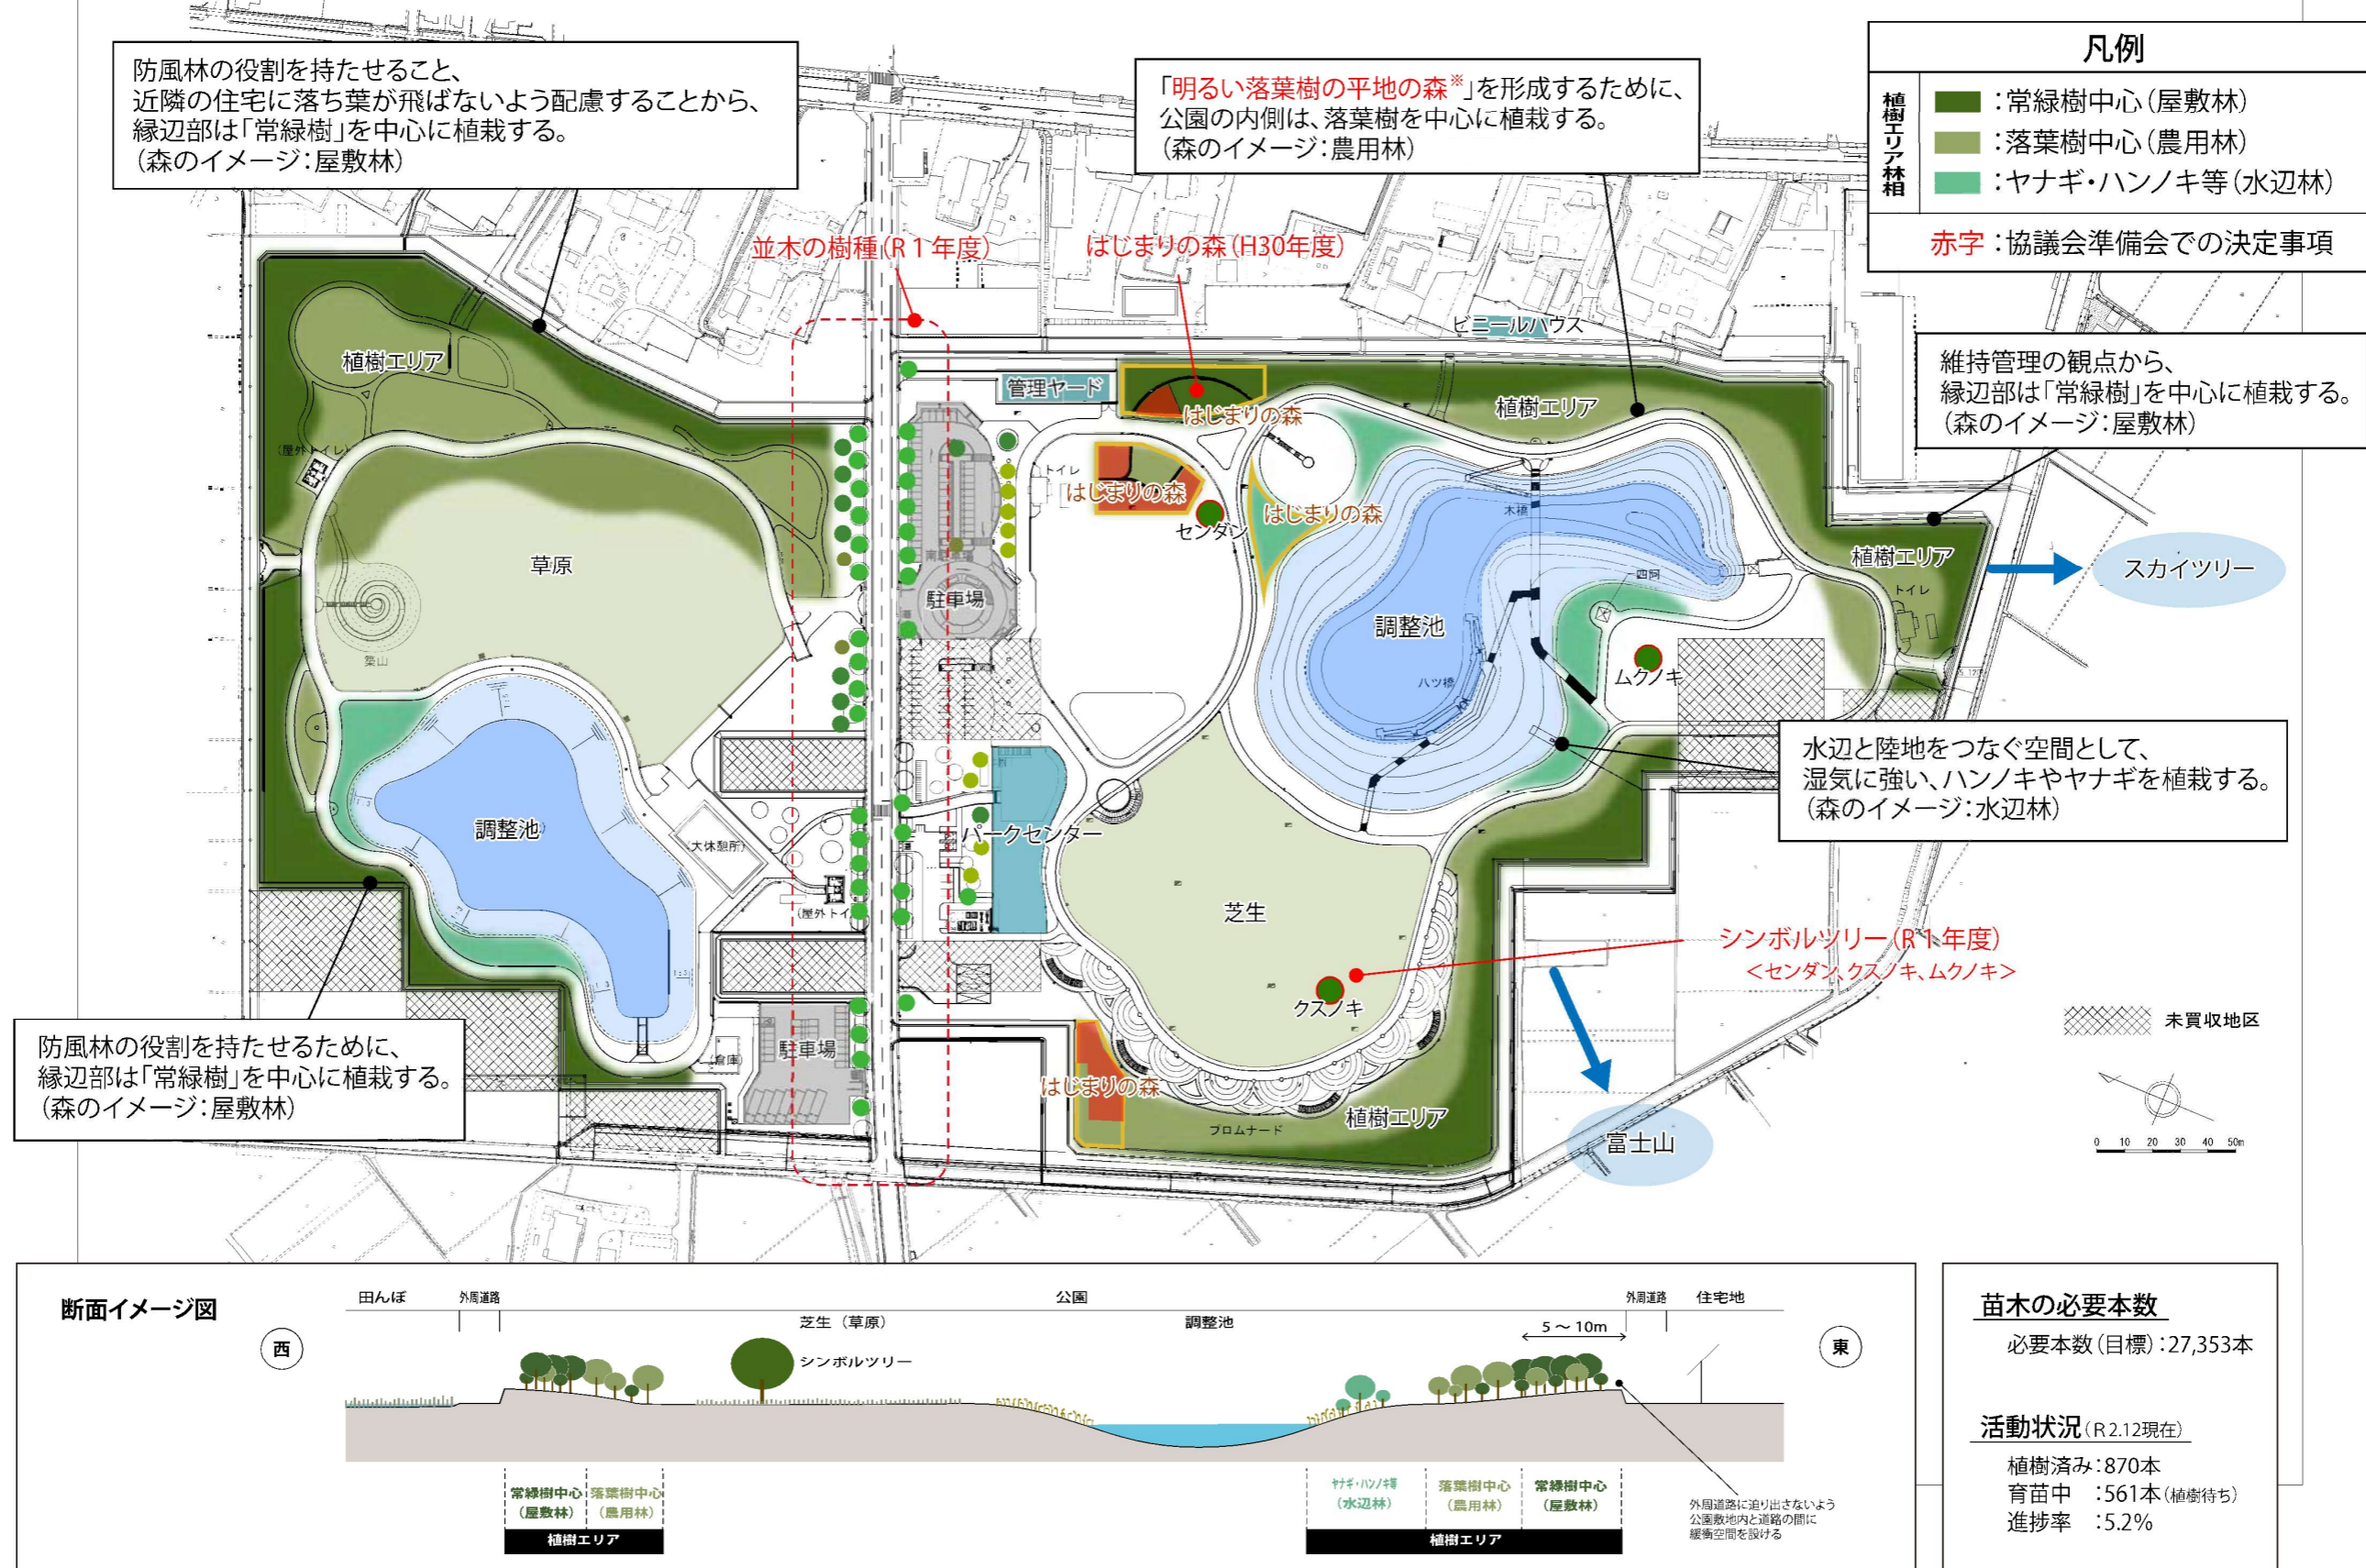 防風林の役割を持たせること、
近隣の住宅に落ち葉が飛ばないよう配慮することから、
縁辺部は「常緑樹」を中心に植栽する。
(森のイメージ:屋敷林)
「明るい落葉樹の平地の森※」を形成するために、
公園の内側は、落葉樹を中心に植栽する。
(森のイメージ:農用林)
凡例
植樹エリア林相
:常緑樹中心(屋敷林)
:落葉樹中心(農用林)
:ヤナギ・ハンノキ等(水辺林)
赤字:協議会準備会での決定事項
並木の樹種(R1年度)
はじまりの森(H30年度)
ビニールハウス
維持管理の観点から、
縁辺部は「常緑樹」を中心に植栽する。
(森のイメージ:屋敷林)
植樹エリア
管理ヤード
はじまりの森
植樹エリア
(屋外トイレ)
トイレ
はじまりの森
センダン
はじまりの森
木橋
植樹エリア
スカイツリー
草原
四阿
トイレ
駐車場
調整池
築山
八ツ橋
ムクノキ
水辺と陸地をつなぐ空間として、
湿気に強い、ハンノキやヤナギを植栽する。
(森のイメージ:水辺林)
調整池
(大休憩所)
パークセンター
(屋外トイ
芝生
シンボルツリー(R1年度)
<センダン、クスノキ、ムクノキ>
クスノキ
未買収地区
防風林の役割を持たせるために、
縁辺部は「常緑樹」を中心に植栽する。
(森のイメージ:屋敷林)
(倉庫)
駐車場
はじまりの森
植樹エリア
プロムナード
富士山
0 10 20 30 40 50m
断面イメージ図
田んぼ
外周道路
公園
外周道路
住宅地
芝生(草原)
調整池
5~10m
西
シンボルツリー
東
常緑樹中心
(屋敷林)
落葉樹中心
(農用林)
植樹エリア
ヤナギ・ハンノキ等
(水辺林)
落葉樹中心
(農用林)
常緑樹中心
(屋敷林)
植樹エリア
外周道路に迫り出さないよう
公園敷地内と道路の間に
緩衝空間を設ける
苗木の必要本数
必要本数(目標):27,353本
活動状況(R2.12現在)
植樹済み:870本
育苗中 :561本(植樹待ち)
進捗率 :5.2%